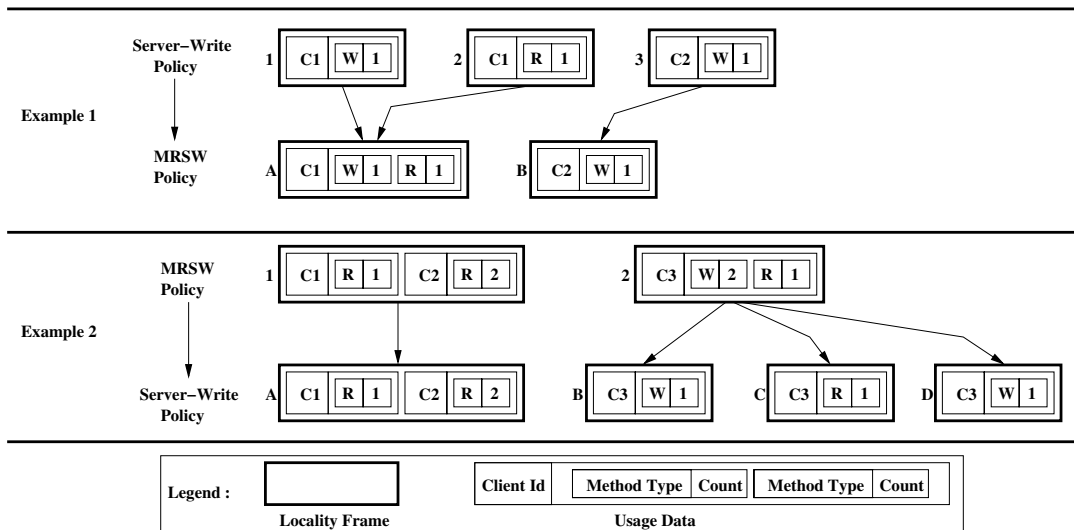 Server−Write
Policy
1 C1 W 1
2 C1 R 1
3 C2 W 1
Example 1
MRSW
Policy
A C1 W 1 R 1
B C2 W 1
MRSW
Policy
1 C1 R 1 C2 R 2
2 C3 W 2 R 1
Example 2
Server−Write
Policy
A C1 R 1 C2 R 2
B C3 W 1
C C3 R 1
D C3 W 1
Legend :
Locality Frame
Client Id Method Type Count Method Type Count
Usage Data